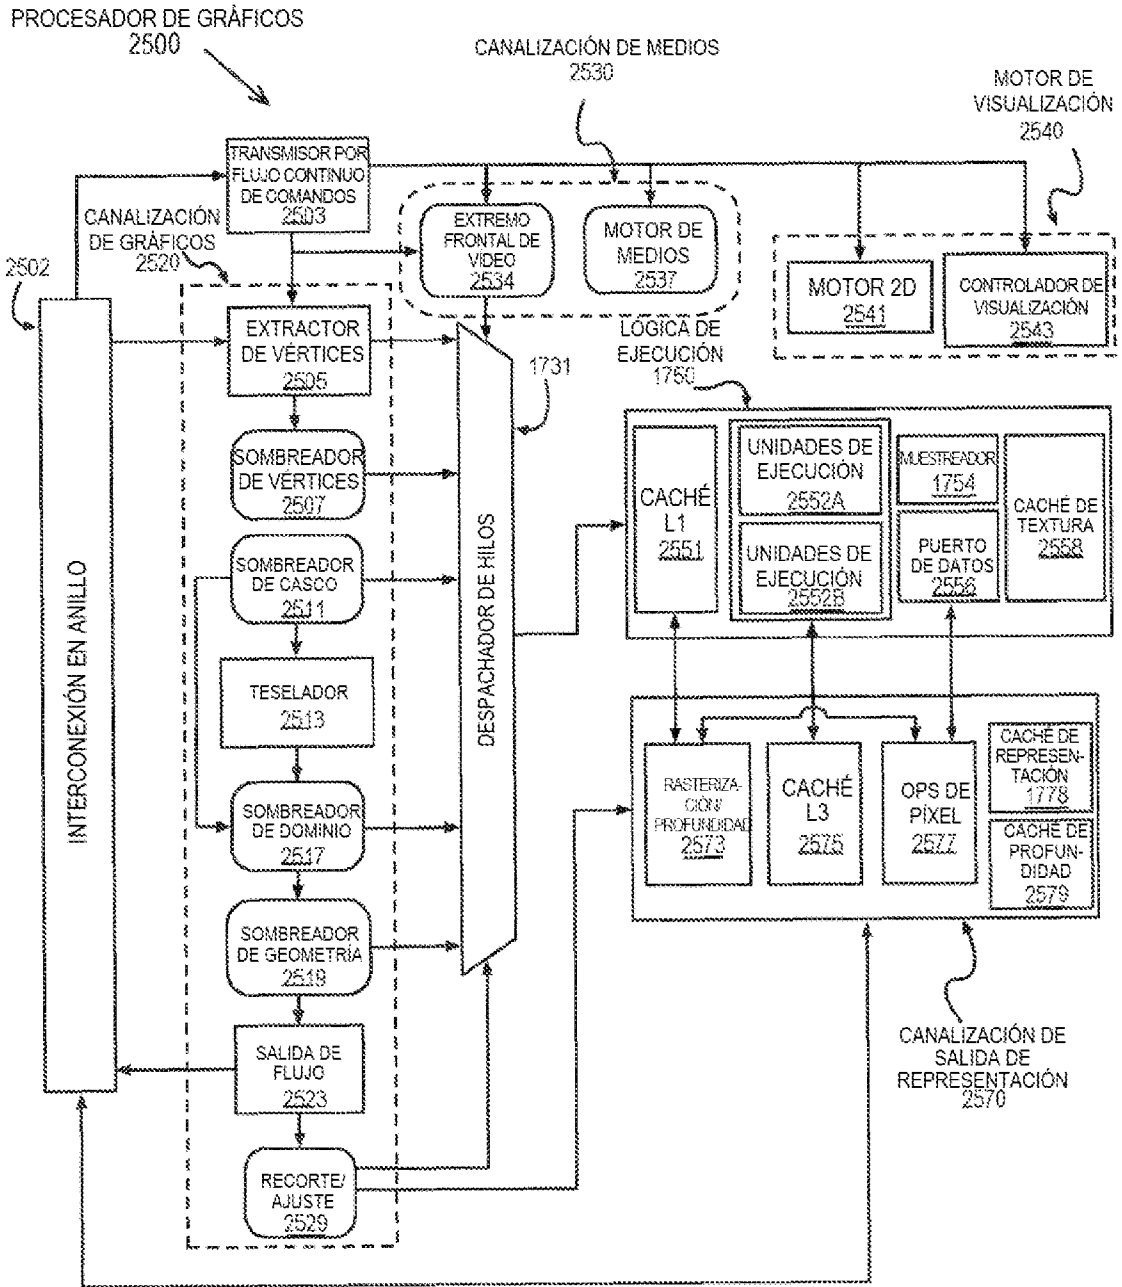 PROCESADOR DE GRÁFICOS
2500
CANALIZACIÓN DE MEDIOS
2530
MOTOR DE
VISUALIZACIÓN
2540
TRANSMISOR POR
FLUJO CONTINUO
DE COMANDOS
2503
CANALIZACIÓN
DE GRÁFICOS
2520
EXTREMO
FRONTAL DE
VIDEO
2534
MOTOR DE
MEDIOS
2537
2502
MOTOR 2D
2541
CONTROLADOR DE
VISUALIZACIÓN
2543
EXTRACTOR
DE VÉRTICES
2505
LÓGICA DE
EJECUCIÓN
1750
1731
SOMBREADOR
DE VÉRTICES
2507
CACHÉ
L1
2551
UNIDADES DE
EJECUCIÓN
2552A
UNIDADES DE
EJECUCIÓN
2552B
MUESTREADOR
1754
PUERTO
DE DATOS
2556
CACHÉ DE
TEXTURA
2558
SOMBREADOR
DE CASCO
2511
INTERCONEXIÓN EN ANILLO
DESPACHADOR DE HILOS
TESELADOR
2513
SOMBREADOR
DE DOMINIO
2517
RASTERIZA-
CIÓN/
PROFUNDIDAD
2573
CACHÉ
L3
2575
OPS DE
PÍXEL
2577
CACHÉ DE
REPRESEN-
TACIÓN
1778
CACHÉ DE
PROFUN-
DIDAD
2579
SOMBREADOR
DE GEOMETRÍA
2519
SALIDA DE
FLUJO
2523
CANALIZACIÓN DE
SALIDA DE
REPRESENTACIÓN
2570
RECORTE/
AJUSTE
2529